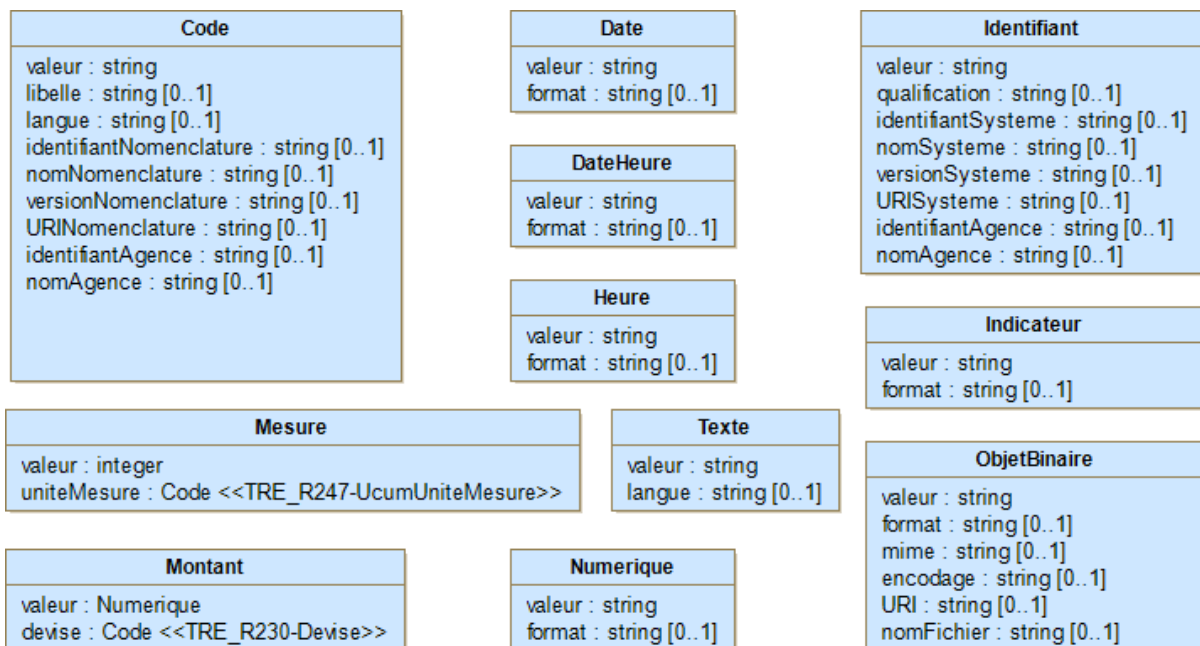 Code
valeur : string
libelle : string [0..1]
langue : string [0..1]
identifiantNomenclature : string [0..1]
nomNomenclature : string [0..1]
versionNomenclature : string [0..1]
URINomenclature : string [0..1]
identifiantAgence : string [0..1]
nomAgence : string [0..1]
Date
valeur : string
format : string [0..1]
DateHeure
valeur : string
format : string [0..1]
Heure
valeur : string
format : string [0..1]
Identifiant
valeur : string
qualification : string [0..1]
identifiantSysteme : string [0..1]
nomSysteme : string [0..1]
versionSysteme : string [0..1]
URISysteme : string [0..1]
identifiantAgence : string [0..1]
nomAgence : string [0..1]
Indicateur
valeur : string
format : string [0..1]
Mesure
valeur : integer
uniteMesure : Code <<TRE_R247-UcumUniteMesure>>
Texte
valeur : string
langue : string [0..1]
ObjetBinaire
valeur : string
format : string [0..1]
mime : string [0..1]
encodage : string [0..1]
URI : string [0..1]
nomFichier : string [0..1]
Montant
valeur : Numerique
devise : Code <<TRE_R230-Devise>>
Numerique
valeur : string
format : string [0..1]